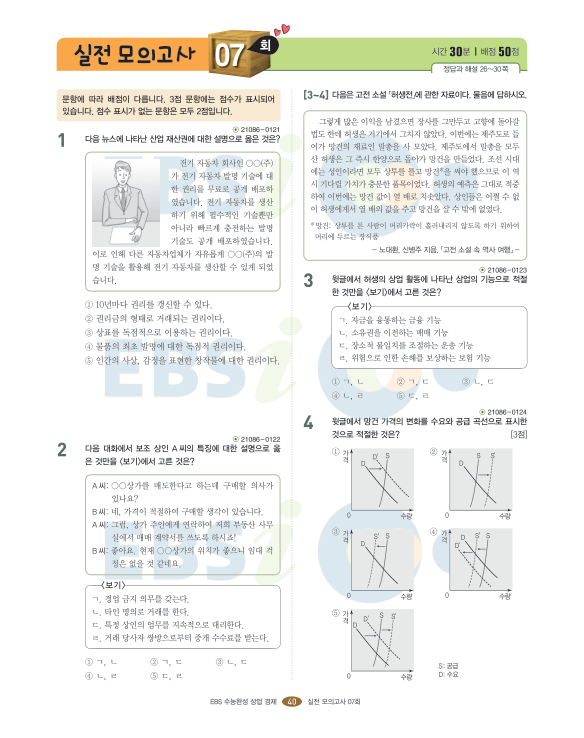 실전 모의고사 07 회
시간 30분 | 배점 50점
정답과 해설 26~30쪽
문항에 따라 배점이 다릅니다. 3점 문항에는 점수가 표시되어
있습니다. 점수 표시가 없는 문항은 모두 2점입니다.
21086-0121
1 다음 뉴스에 나타난 산업 재산권에 대한 설명으로 옳은 것은?
전기 자동차 회사인 ○○(주)
가 전기 자동차 발명 기술에 대
한 권리를 무료로 공개 배포하
였습니다. 전기 자동차를 생산
하기 위해 필수적인 기술뿐만
아니라 빠르게 충전하는 발명
기술도 공개 배포하였습니다.
이로 인해 다른 자동차업체가 자유롭게 ○○(주)의 발
명 기술을 활용해 전기 자동차를 생산할 수 있게 되었
습니다.
① 10년마다 권리를 갱신할 수 있다.
② 권리금의 형태로 거래되는 권리이다.
③ 상표를 독점적으로 이용하는 권리이다.
④ 물품의 최초 발명에 대한 독점적 권리이다.
⑤ 인간의 사상, 감정을 표현한 창작물에 대한 권리이다.
21086-0122
2 다음 대화에서 보조 상인 A씨의 특징에 대한 설명으로 옳
은 것만을 〈보기〉에서 고른 것은?
A씨: ○○상가를 매도한다고 하는데 구매할 의사가
있나요?
B씨: 네, 가격이 적절하여 구매할 생각이 있습니다.
A씨: 그럼, 상가 주인에게 연락하여 저희 부동산 사무
실에서 매매 계약서를 쓰도록 하시죠!
B씨: 좋아요. 현재 ○○상가의 위치가 좋으니 임대 걱
정은 없을 것 같네요.
〈보기〉
ㄱ. 경업 금지 의무를 갖는다.
ㄴ. 타인 명의로 거래를 한다.
ㄷ. 특정 상인의 업무를 지속적으로 대리한다.
ㄹ. 거래 당사자 쌍방으로부터 중개 수수료를 받는다.
① ㄱ, ㄴ ② ㄱ, ㄷ ③ ㄴ, ㄷ
④ ㄴ, ㄹ ⑤ ㄷ, ㄹ
[3~4] 다음은 고전 소설 「허생전」에 관한 자료이다. 물음에 답하시오.
그렇게 많은 이익을 남겼으면 장사를 그만두고 고향에 돌아갈
법도 한데 허생은 거기에서 그치지 않았다. 이번에는 제주도로 들
어가 망건의 재료인 말총을 사 모았다. 제주도에서 말총을 모두
산 허생은 그 즉시 한양으로 돌아가 망건을 만들었다. 조선 시대
에는 성인이라면 모두 상투를 틀고 망건*을 써야 했으므로 이 역
시 기다릴 가치가 충분한 품목이었다. 허생의 예측은 그대로 적중
하여 이번에는 망건 값이 열 배로 치솟았다. 상인들은 어쩔 수 없
이 허생에게서 열 배의 값을 주고 망건을 살 수 밖에 없었다.
*망건: 상투를 튼 사람이 머리카락이 흘러내리지 않도록 하기 위하여
머리에 두르는 장식품
- 노대환, 신병주 지음, 「고전 소설 속 역사 여행」 -
21086-0123
3 윗글에서 허생의 상업 활동에 나타난 상업의 기능으로 적절
한 것만을 〈보기〉에서 고른 것은?
〈보기〉
ㄱ. 자금을 융통하는 금융 기능
ㄴ. 소유권을 이전하는 매매 기능
ㄷ. 장소적 불일치를 조절하는 운송 기능
ㄹ. 위험으로 인한 손해를 보상하는 보험 기능
① ㄱ, ㄴ ② ㄱ, ㄷ ③ ㄴ, ㄷ
④ ㄴ, ㄹ ⑤ ㄷ, ㄹ
21086-0124
4 윗글에서 망건 가격의 변화를 수요와 공급 곡선으로 표시한
것으로 적절한 것은? [3점]
① 가격 D D' S 0 수량
② 가격 D S S' 0 수량
③ 가격 D S' S 0 수량
④ 가격 D' D S' S 0 수량
⑤ 가격 D D' S S' 0 수량
S: 공급
D: 수요
EBS 수능완성 상업 경제 40 실전 모의고사 07회